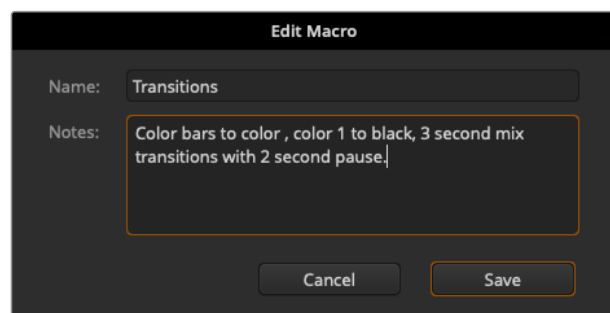 Edit Macro
Name: Transitions
Notes: Color bars to color , color 1 to black, 3 second mix
transitions with 2 second pause.
Cancel Save